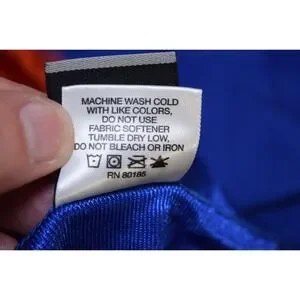 MACHINE WASH COLD
WITH LIKE COLORS,
DO NOT USE
FABRIC SOFTENER
TUMBLE DRY LOW,
DO NOT BLEACH OR IRON
RN 80185